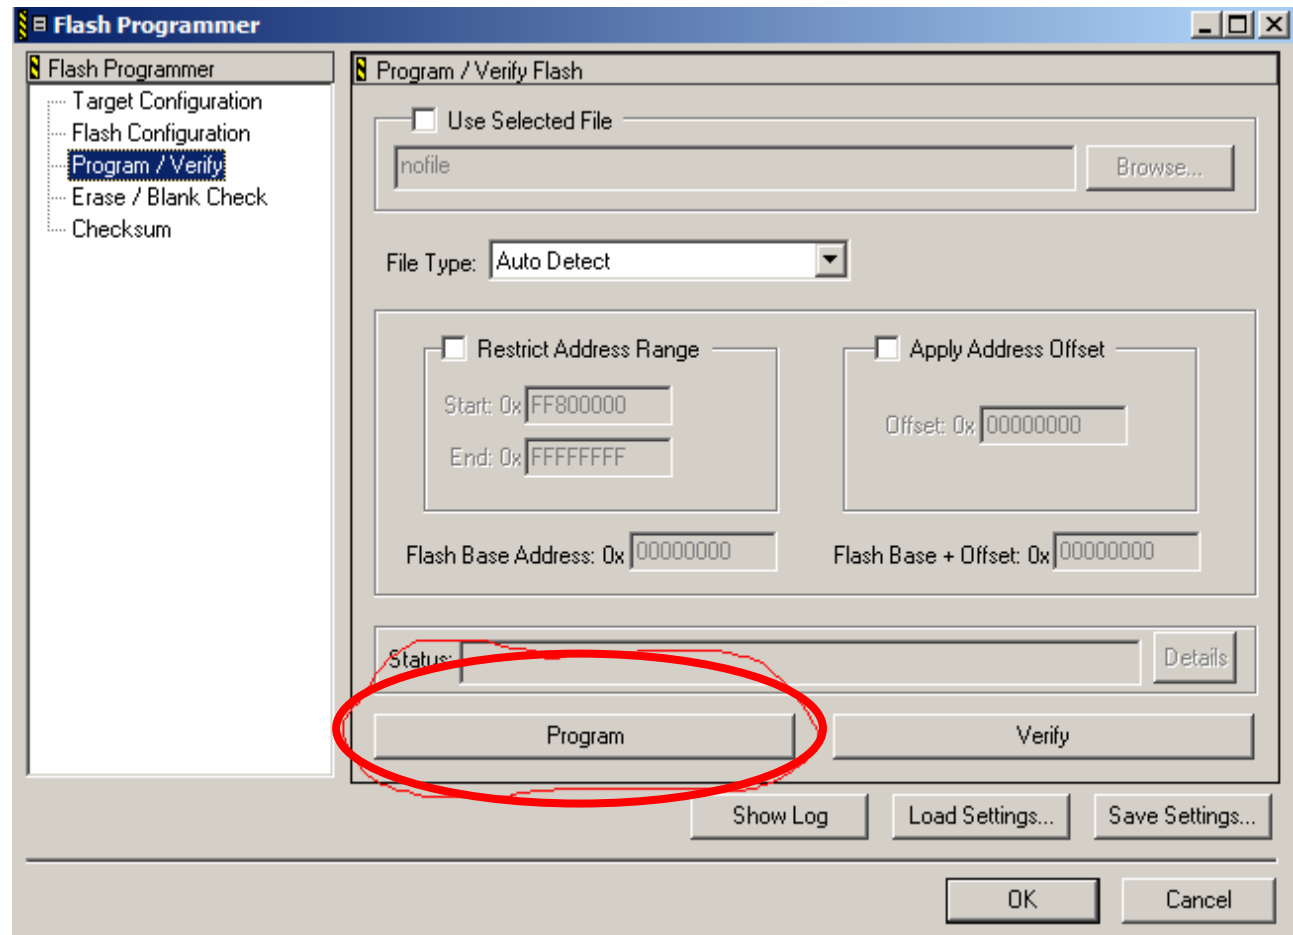 Flash Programmer
Flash Programmer
Target Configuration
Flash Configuration
Program / Verify
Erase / Blank Check
Checksum
Program / Verify Flash
Use Selected File
nofile
Browse...
File Type: Auto Detect
Restrict Address Range
Start: 0x FF800000
End: 0x FFFFFFFF
Apply Address Offset
Offset: 0x 00000000
Flash Base Address: 0x 00000000
Flash Base + Offset: 0x 00000000
Status:
Details
Program
Verify
Show Log
Load Settings...
Save Settings...
OK
Cancel